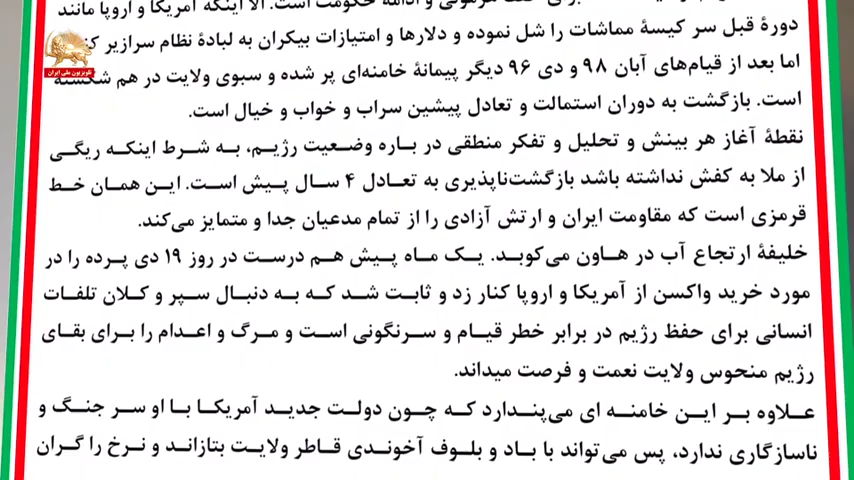 حکومت است. الا اینکه آمریکا و اروپا مانند
دورهٔ قبل سر کیسهٔ مماشات را شل نموده و دلارها و امتیازات بیکران به لبادهٔ نظام سرازیر
تلویزیون ملی ایران
اما بعد از قیام‌های آبان ۹۸ و دی ۹۶ دیگر پیمانهٔ خامنه‌ای پر شده و سبوی ولایت در هم شکسته
است. بازگشت به دوران استمالت و تعادل پیشین سراب و خواب و خیال است.
نقطهٔ آغاز هر بینش و تحلیل و تفکر منطقی در باره وضعیت رژیم، به شرط اینکه ریگی
از ملا به کفش نداشته باشد بازگشت‌ناپذیری به تعادل ۴ سال پیش است. این همان خط
قرمزی است که مقاومت ایران و ارتش آزادی را از تمام مدعیان جدا و متمایز می‌کند.
خلیفهٔ ارتجاع آب در هاون می‌کوبد. یک ماه پیش هم درست در روز ۱۹ دی پرده را در
مورد خرید واکسن از آمریکا و اروپا کنار زد و ثابت شد که به دنبال سپر و کلان تلفات
انسانی برای حفظ رژیم در برابر خطر قیام و سرنگونی است و مرگ و اعدام را برای بقای
رژیم منحوس ولایت نعمت و فرصت میداند.
علاوه بر این خامنه ای می‌پندارد که چون دولت جدید آمریکا با او سر جنگ و
ناسازگاری ندارد، پس می‌تواند با باد و بلوف آخوندی قاطر ولایت بتازاند و نرخ را گران